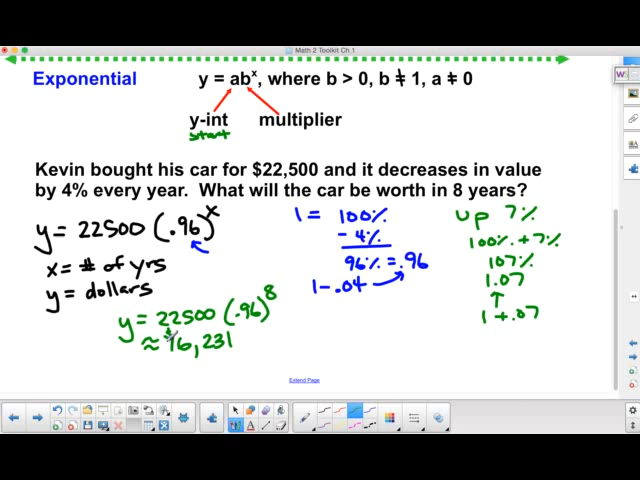 Math 2 Toolkit Ch 1
Exponential
y = abˣ, where b > 0, b ≠ 1, a ≠ 0
y-int multiplier
start
Kevin bought his car for $22,500 and it decreases in value
by 4% every year. What will the car be worth in 8 years?
y = 22500 (.96)ˣ
x = # of yrs
y = dollars
y = 22500 (.96)⁸
≈ $16,231
1 = 100%
- 4%
96% = .96
1 - .04
up 7%
100% + 7%
107%
1.07
1 + .07
Extend Page